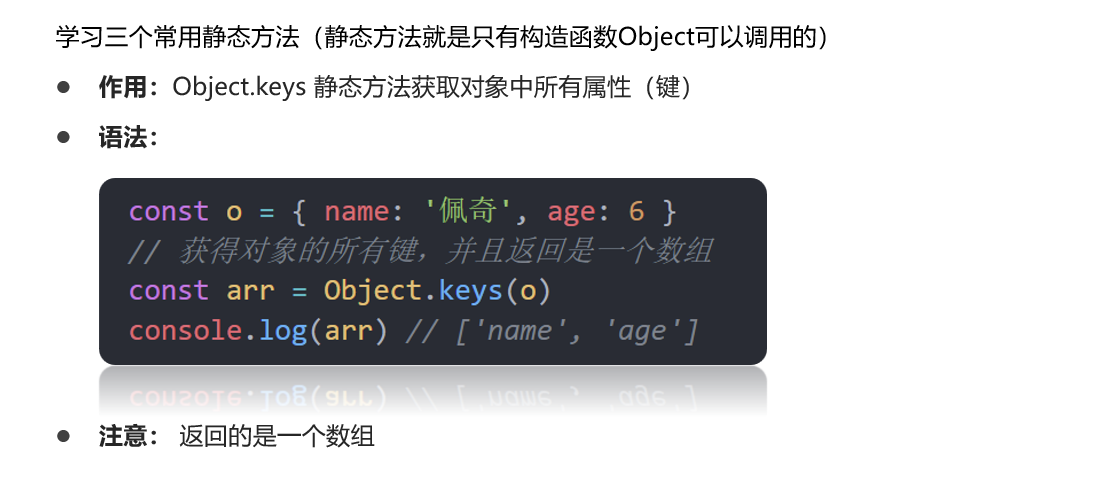 学习三个常用静态方法（静态方法就是只有构造函数Object可以调用的）
● 作用：Object.keys 静态方法获取对象中所有属性（键）
● 语法：
const o = { name: '佩奇', age: 6 }
// 获得对象的所有键，并且返回是一个数组
const arr = Object.keys(o)
console.log(arr) // ['name', 'age']
● 注意： 返回的是一个数组